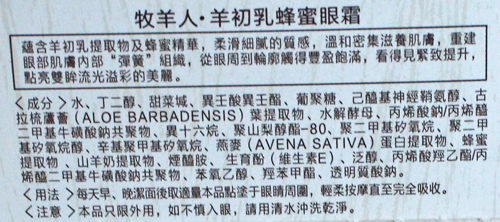 牧羊人·羊初乳蜂蜜眼霜
蘊含羊初乳提取物及蜂蜜精華，柔滑細膩的質感，溫和密集滋養肌膚，重建
眼部肌膚內部“彈簧”組織，從眼周到輪廓觸得豐盈飽滿，看得見緊致提升，
點亮雙眸流光溢彩的美麗。
<成分>水、丁二醇、甜菜堿、異壬酸異壬酯、葡聚糖、己醯基神經鞘氨醇、古
拉梳蘆薈(ALOE BARBADENSIS)葉提取物、水解酵母、丙烯酸鈉/丙烯醯
二甲基牛磺酸鈉共聚物、異十六烷、聚山梨醇酯-80、聚二甲基矽氧烷、聚二甲
基矽氧烷醇、辛基聚甲基矽氧烷、燕麥(AVENA SATIVA)蛋白提取物、蜂蜜
提取物、山羊奶提取物、煙醯胺、生育酚(維生素E)、泛醇、丙烯酸羥乙酯/丙
烯醯二甲基牛磺酸鈉共聚物、苯氧乙醇、羥苯甲酯、透明質酸鈉。
<用法>每天早、晚潔面後取適量本品點塗于眼睛周圍，輕柔按摩直至完全吸收。
<注意>本品只限外用，如不慎入眼，請用清水沖洗乾淨。